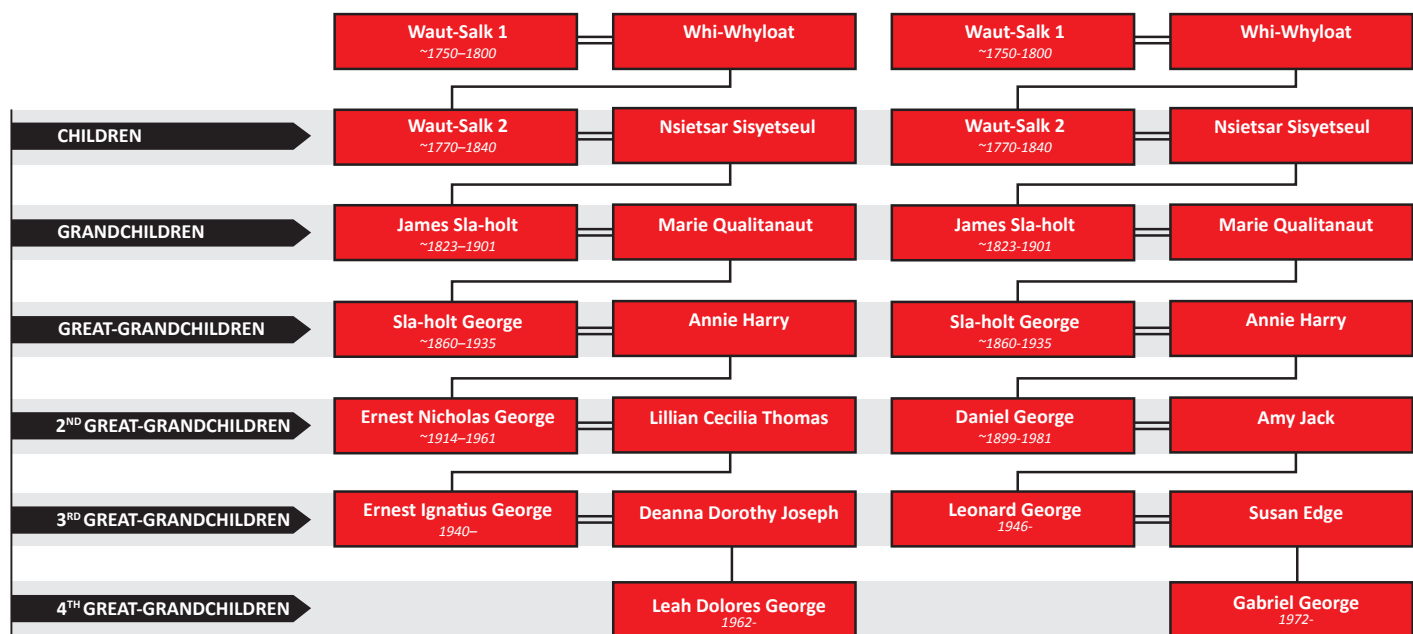 Waut-Salk 1
~1750–1800
Whi-Whyloat
Waut-Salk 1
~1750-1800
Whi-Whyloat
CHILDREN
Waut-Salk 2
~1770–1840
Nsietsar Sisyetseul
Waut-Salk 2
~1770-1840
Nsietsar Sisyetseul
GRANDCHILDREN
James Sla-holt
~1823–1901
Marie Qualitanaut
James Sla-holt
~1823-1901
Marie Qualitanaut
GREAT-GRANDCHILDREN
Sla-holt George
~1860–1935
Annie Harry
Sla-holt George
~1860-1935
Annie Harry
2ND GREAT-GRANDCHILDREN
Ernest Nicholas George
~1914–1961
Lillian Cecilia Thomas
Daniel George
~1899-1981
Amy Jack
3RD GREAT-GRANDCHILDREN
Ernest Ignatius George
1940–
Deanna Dorothy Joseph
Leonard George
1946-
Susan Edge
4TH GREAT-GRANDCHILDREN
Leah Dolores George
1962-
Gabriel George
1972-